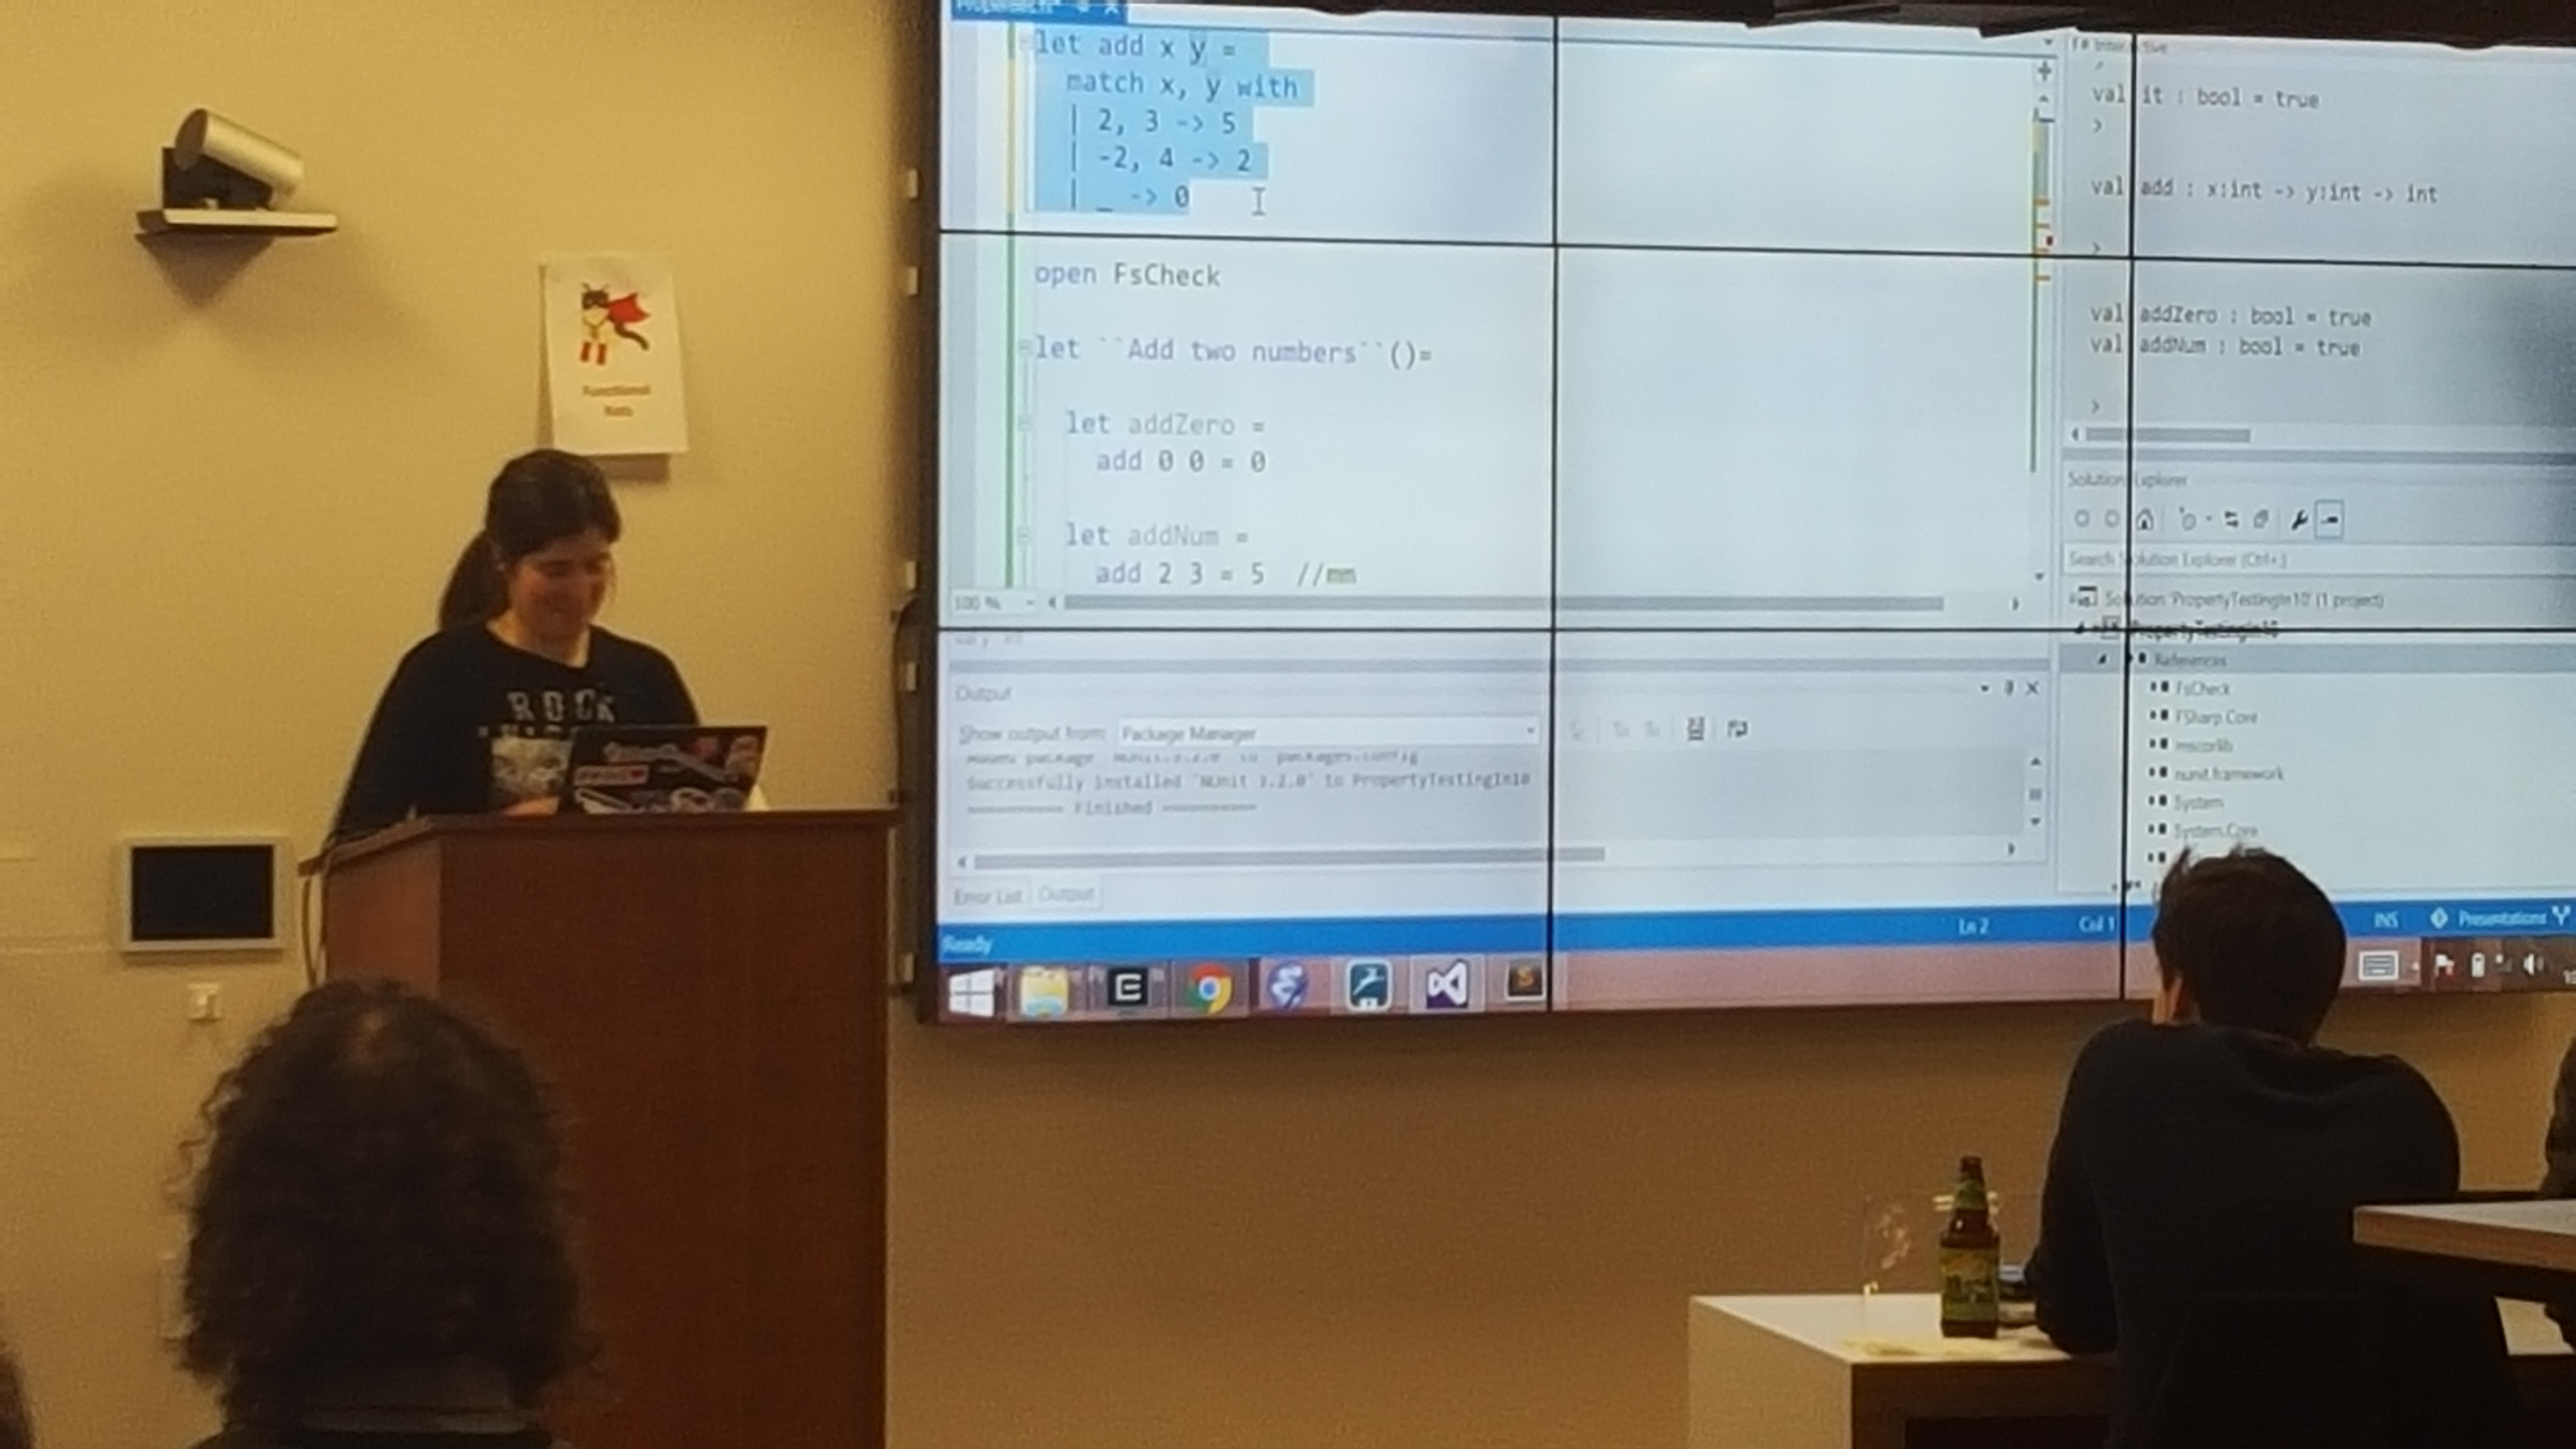 let add x y =
match x, y with
| 2, 3 -> 5
| -2, 4 -> 2
| _ -> 0
open FsCheck
let ``Add two numbers``()=
let addZero =
add 0 0 = 0
let addNum =
add 2 3 = 5 //mm
100 %
val it : bool = true
>
val add : x:int -> y:int -> int
>
val addZero : bool = true
val addNum : bool = true
>
Solution Explorer
Search Solution Explorer (Ctrl+;)
Solution 'PropertyTestingIn10' (1 project)
PropertyTestingIn10
References
FsCheck
FSharp.Core
mscorlib
nunit.framework
System
System.Core
Output
Show output from: Package Manager
Successfully installed 'NUnit 3.2.0' to PropertyTestingIn10
========== Finished ==========
Error List Output
Ready
Ln 2
Col 1
INS
Presentations
Functional
ROCK